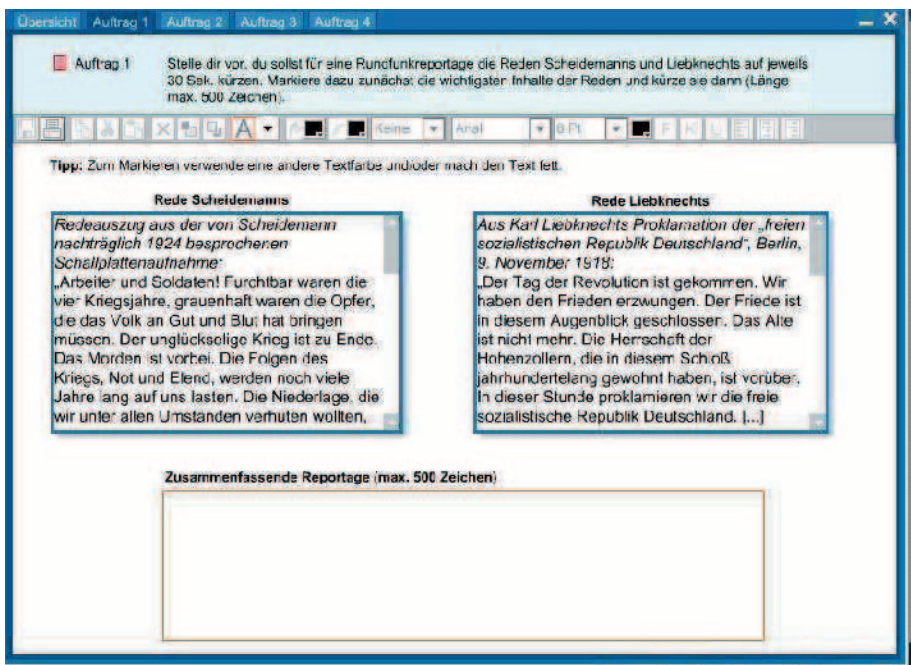 Übersicht Auftrag 1 Auftrag 2 Auftrag 3 Auftrag 4
Auftrag 1
Stelle dir vor, du sollst für eine Rundfunkreportage die Reden Scheidemanns und Liebknechts auf jeweils
30 Sek. kürzen. Markiere dazu zunächst die wichtigsten Inhalte der Reden und kürze sie dann (Länge
max. 500 Zeichen).
A Keine Arial 8 Pt. F K U
Tipp: Zum Markieren verwende eine andere Textfarbe und/oder mach den Text fett.
Rede Scheidemanns
Redeauszug aus der von Scheidemann
nachträglich 1924 besprochenen
Schallplattenaufnahme:
„Arbeiter und Soldaten! Furchtbar waren die
vier Kriegsjahre, grauenhaft waren die Opfer,
die das Volk an Gut und Blut hat bringen
müssen. Der unglückselige Krieg ist zu Ende.
Das Morden ist vorbei. Die Folgen des
Kriegs, Not und Elend, werden noch viele
Jahre lang auf uns lasten. Die Niederlage, die
wir unter allen Umständen verhüten wollten,
Rede Liebknechts
Aus Karl Liebknechts Proklamation der „freien
sozialistischen Republik Deutschland“, Berlin,
9. November 1918:
„Der Tag der Revolution ist gekommen. Wir
haben den Frieden erzwungen. Der Friede ist
in diesem Augenblick geschlossen. Das Alte
ist nicht mehr. Die Herrschaft der
Hohenzollern, die in diesem Schloß
jahrhundertelang gewohnt haben, ist vorüber.
In dieser Stunde proklamieren wir die freie
sozialistische Republik Deutschland. [...]
Zusammenfassende Reportage (max. 500 Zeichen)